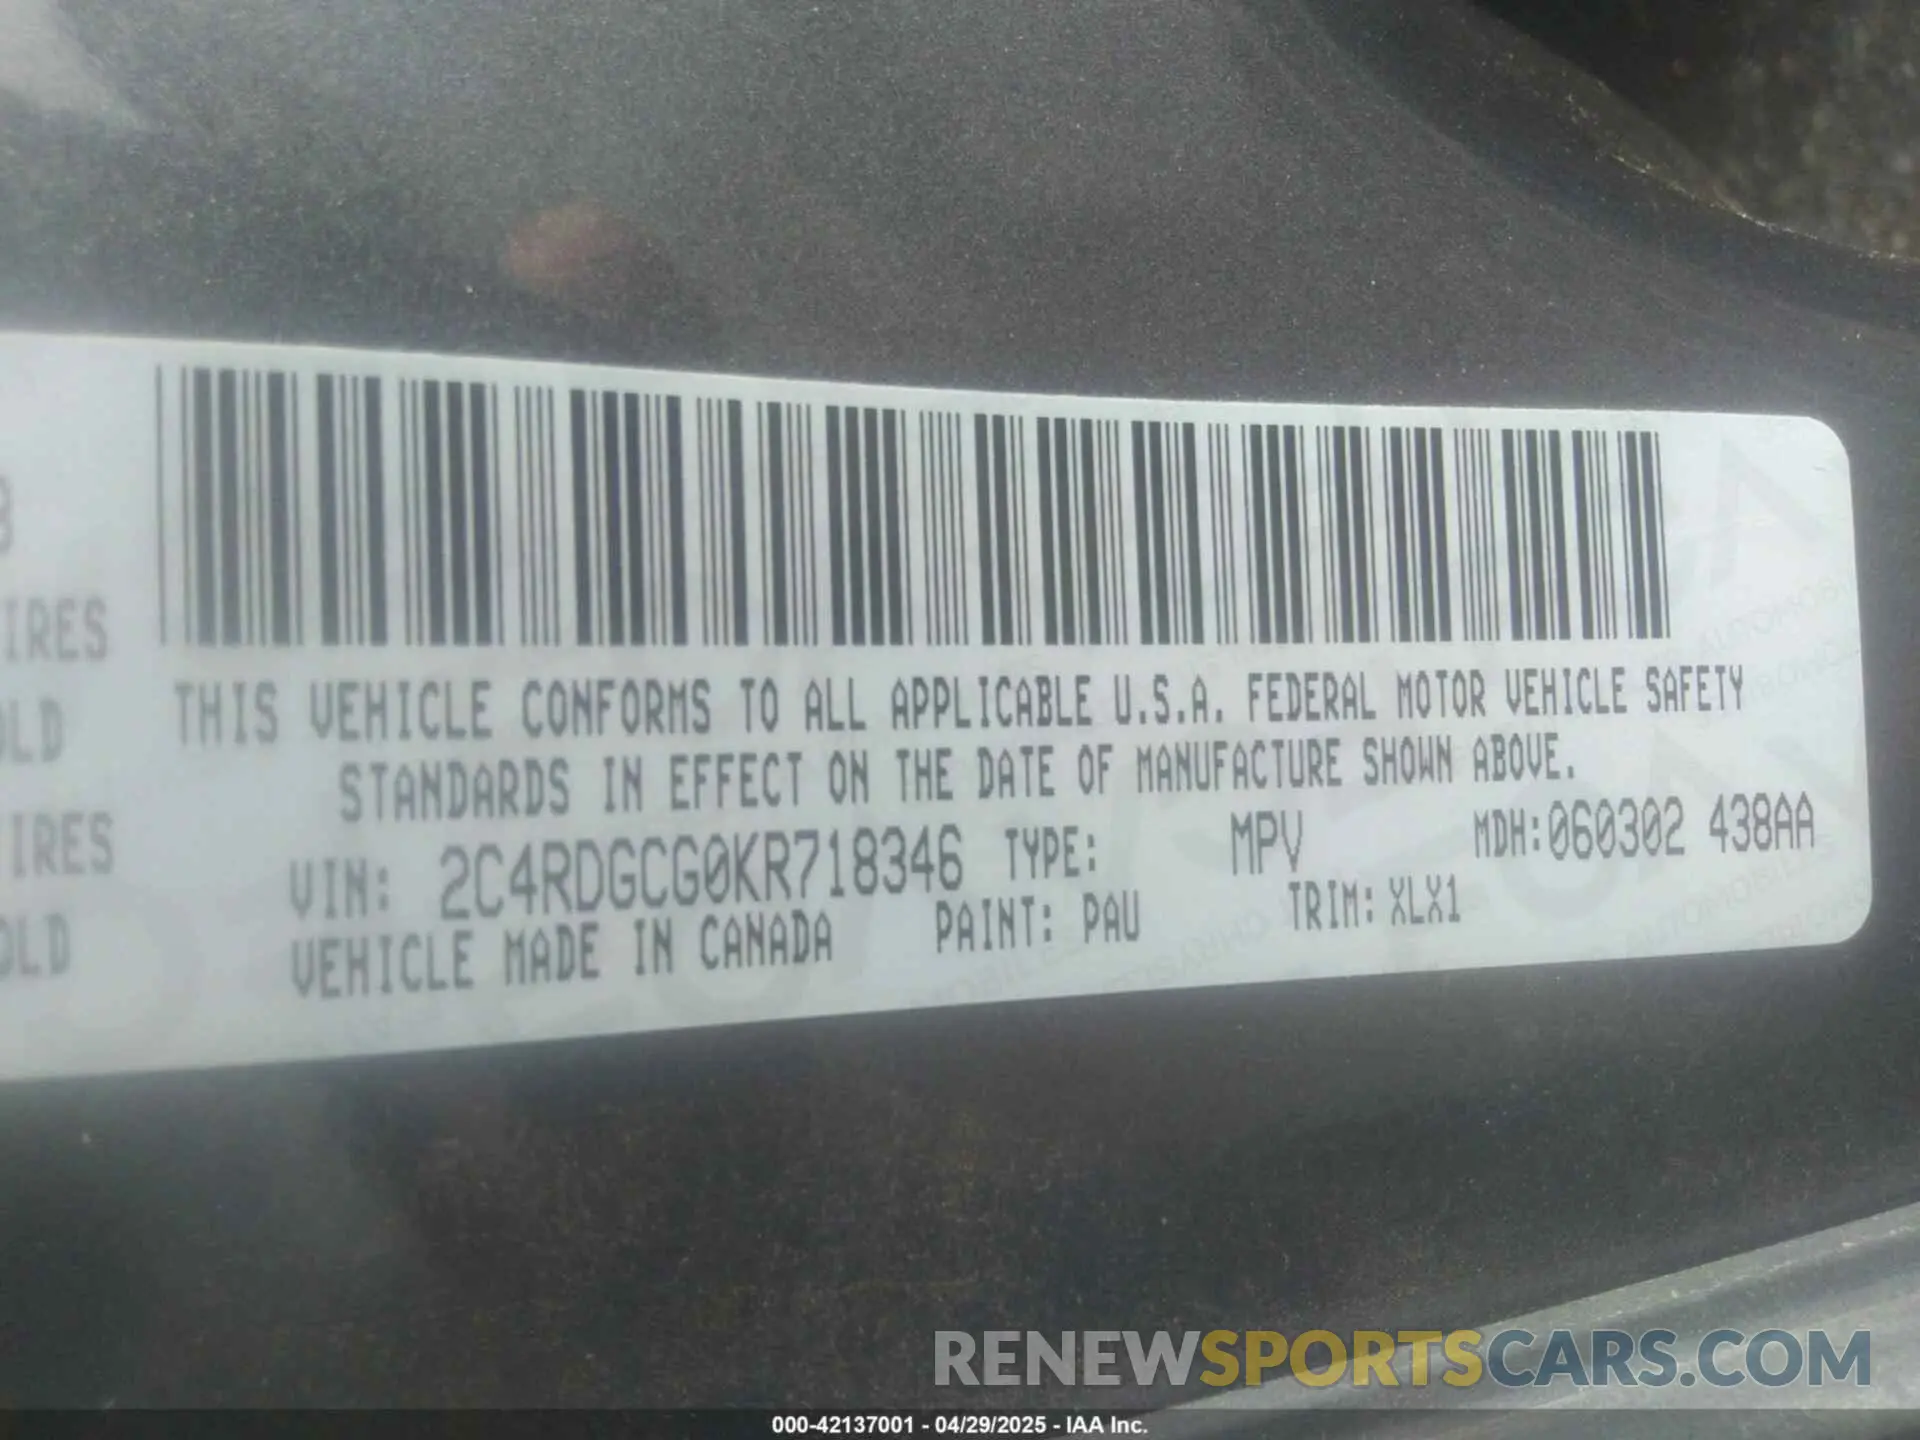 3
IRES
OLD
IRES
OLD
THIS VEHICLE CONFORMS TO ALL APPLICABLE U.S.A. FEDERAL MOTOR VEHICLE SAFETY
STANDARDS IN EFFECT ON THE DATE OF MANUFACTURE SHOWN ABOVE.
VIN: 2C4RDGCG0KR718346 TYPE: MPV MDH:060302 438AA
VEHICLE MADE IN CANADA PAINT: PAU TRIM: XLX1
RENEWSPORTSCARS.COM
000-42137001 - 04/29/2025 - IAA Inc.